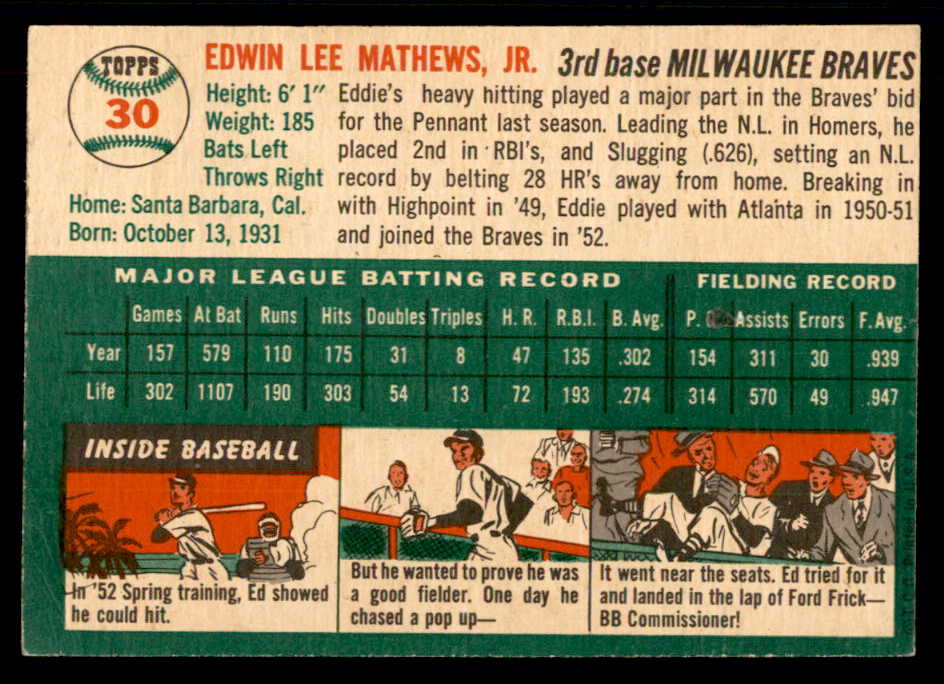 TOPPS
30
EDWIN LEE MATHEWS, JR. 3rd base MILWAUKEE BRAVES
Height: 6' 1"
Weight: 185
Bats Left
Throws Right
Home: Santa Barbara, Cal.
Born: October 13, 1931
Eddie's heavy hitting played a major part in the Braves' bid
for the Pennant last season. Leading the N.L. in Homers, he
placed 2nd in RBI's, and Slugging (.626), setting an N.L.
record by belting 28 HR's away from home. Breaking in
with Highpoint in '49, Eddie played with Atlanta in 1950-51
and joined the Braves in '52.
MAJOR LEAGUE BATTING RECORD FIELDING RECORD
Games At Bat Runs Hits Doubles Triples H. R. R.B.I. B. Avg. P. Assists Errors F. Avg.
Year 157 579 110 175 31 8 47 135 .302 154 311 30 .939
Life 302 1107 190 303 54 13 72 193 .274 314 570 49 .947
INSIDE BASEBALL
In '52 Spring training, Ed showed
he could hit.
But he wanted to prove he was
a good fielder. One day he
chased a pop up—
It went near the seats. Ed tried for it
and landed in the lap of Ford Frick—
BB Commissioner!